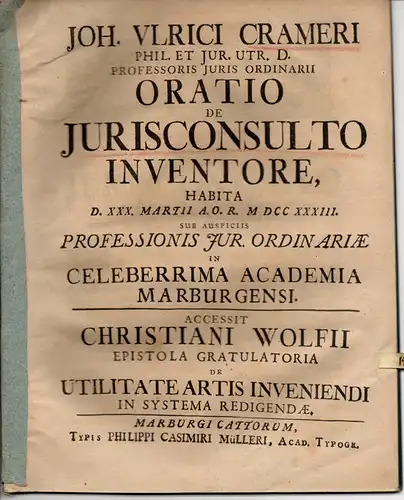 JOH. VLRICI CRAMERI
PHIL. ET JUR. UTR. D.
PROFESSORIS JURIS ORDINARII
ORATIO
DE
JURISCONSULTO
INVENTORE,
HABITA
D. XXX. MARTII A. O. R. M DCC XXXIII.
SUB AUSPICIIS
PROFESSIONIS JUR. ORDINARIÆ
IN
CELEBERRIMA ACADEMIA
MARBURGENSI.
ACCESSIT
CHRISTIANI WOLFII
EPISTOLA GRATULATORIA
DE
UTILITATE ARTIS INVENIENDI
IN SYSTEMA REDIGENDÆ,
MARBURGI CATTORUM,
TYPIS PHILIPPI CASIMIRI MüLLERI, ACAD. TYPOGR.